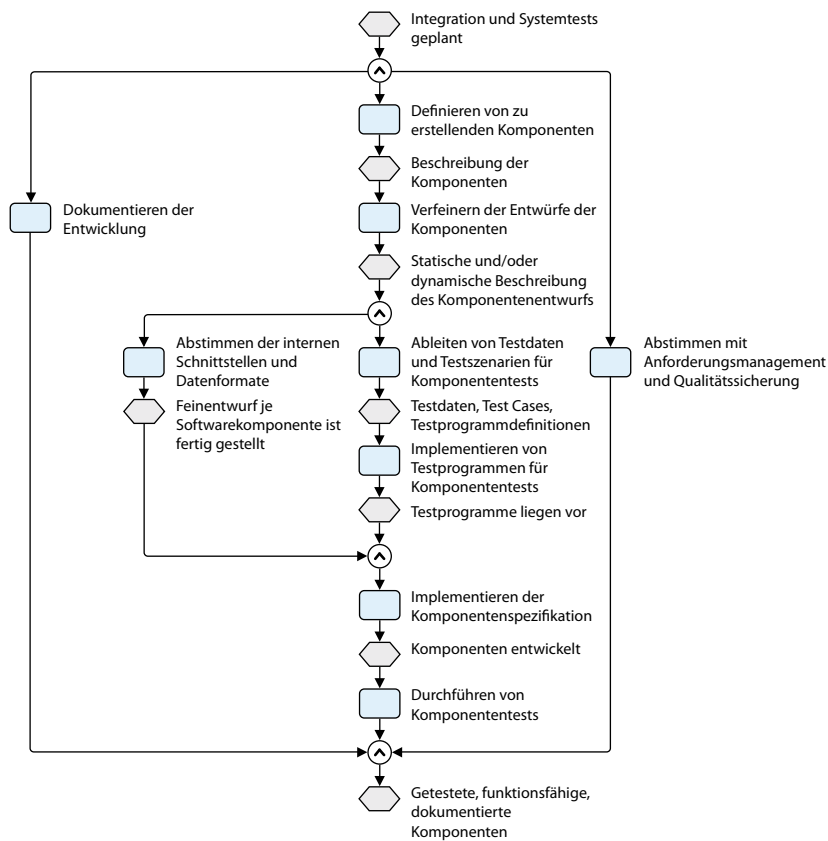 Integration und Systemtests
geplant
Definieren von zu
erstellenden Komponenten
Beschreibung der
Komponenten
Dokumentieren der
Entwicklung
Verfeinern der Entwürfe der
Komponenten
Statische und/oder
dynamische Beschreibung
des Komponentenentwurfs
Abstimmen der internen
Schnittstellen und
Datenformate
Ableiten von Testdaten
und Testszenarien für
Komponententests
Abstimmen mit
Anforderungsmanagement
und Qualitätssicherung
Feinentwurf je
Softwarekomponente ist
fertig gestellt
Testdaten, Test Cases,
Testprogrammdefinitionen
Implementieren von
Testprogrammen für
Komponententests
Testprogramme liegen vor
Implementieren der
Komponentenspezifikation
Komponenten entwickelt
Durchführen von
Komponententests
Getestete, funktionsfähige,
dokumentierte
Komponenten